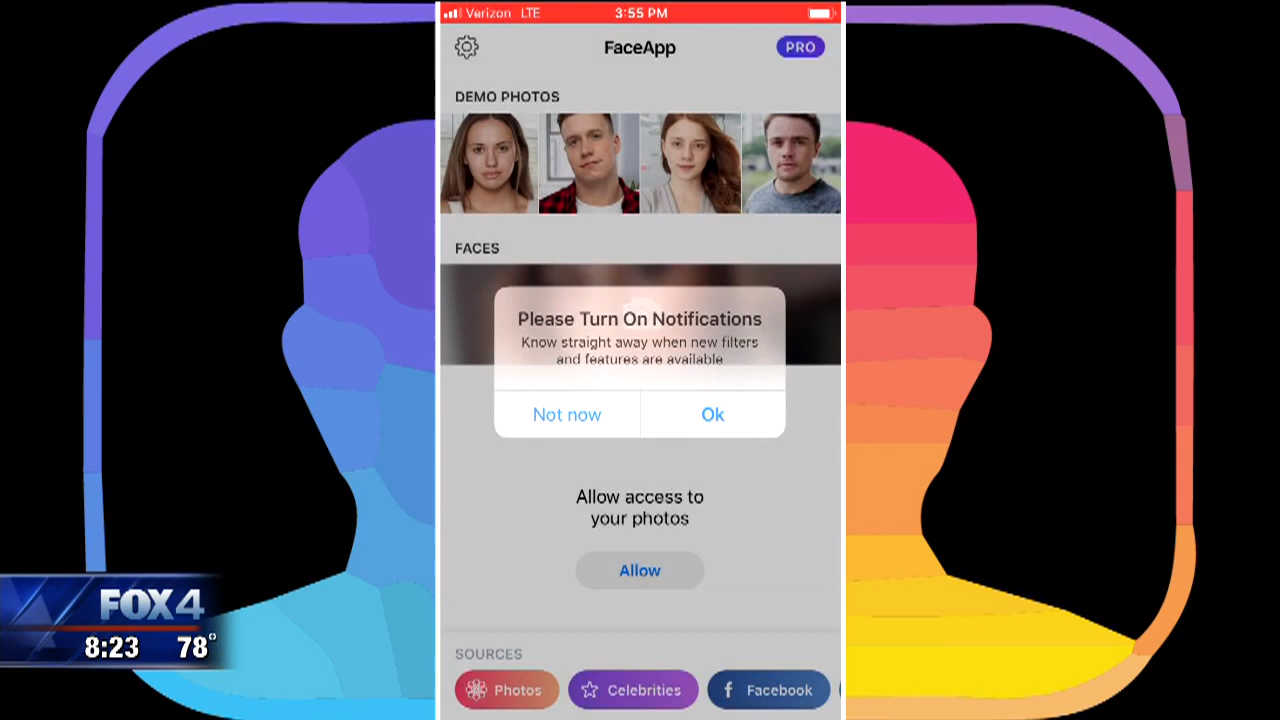 Verizon LTE 3:55 PM
FaceApp PRO
DEMO PHOTOS
FACES
Please Turn On Notifications
Know straight away when new filters
and features are available
Not now Ok
Allow access to
your photos
Allow
FOX 4
8:23 78°
SOURCES
Photos Celebrities f Facebook